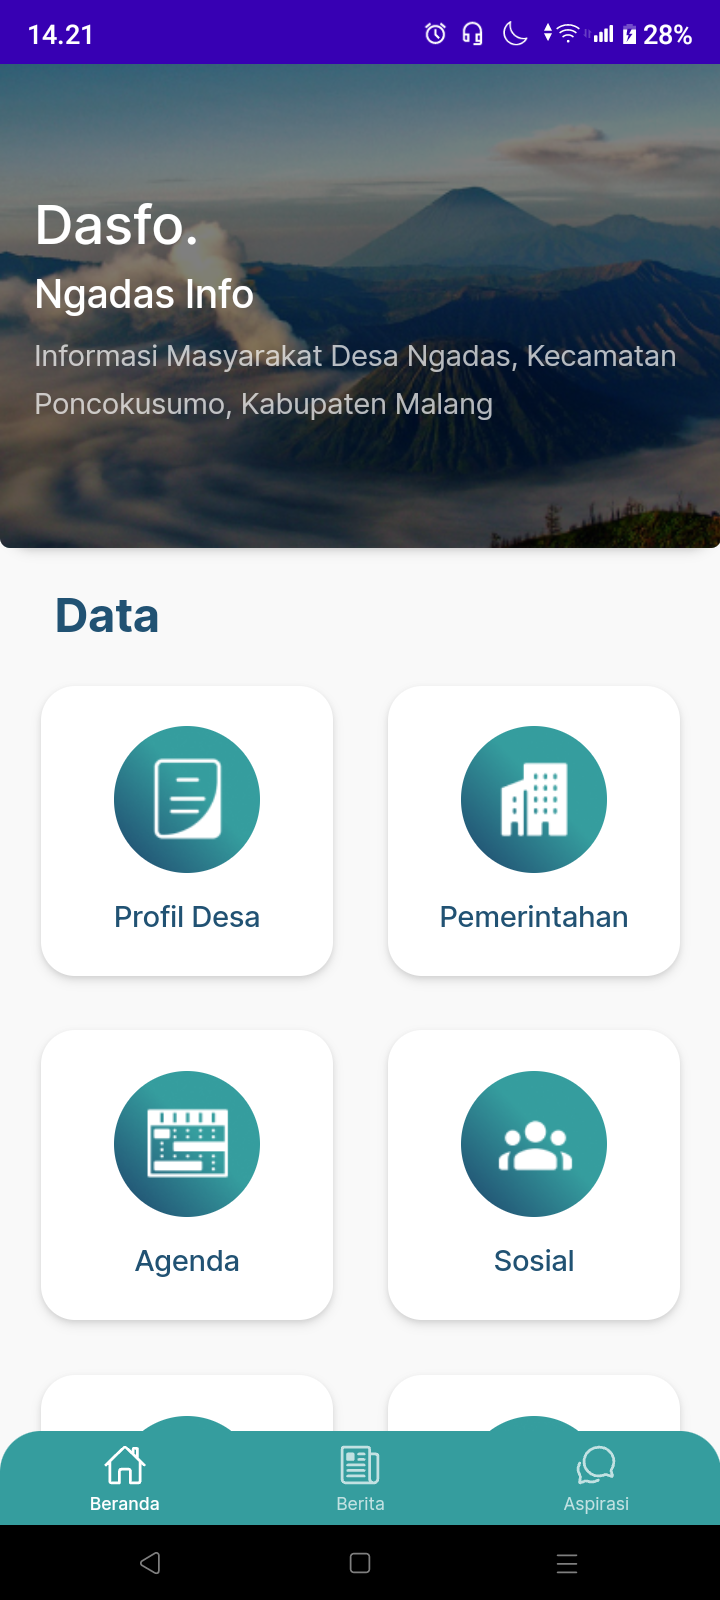 14.21
28%
Dasfo.
Ngadas Info
Informasi Masyarakat Desa Ngadas, Kecamatan
Poncokusumo, Kabupaten Malang
Data
Profil Desa
Pemerintahan
Agenda
Sosial
Beranda
Berita
Aspirasi